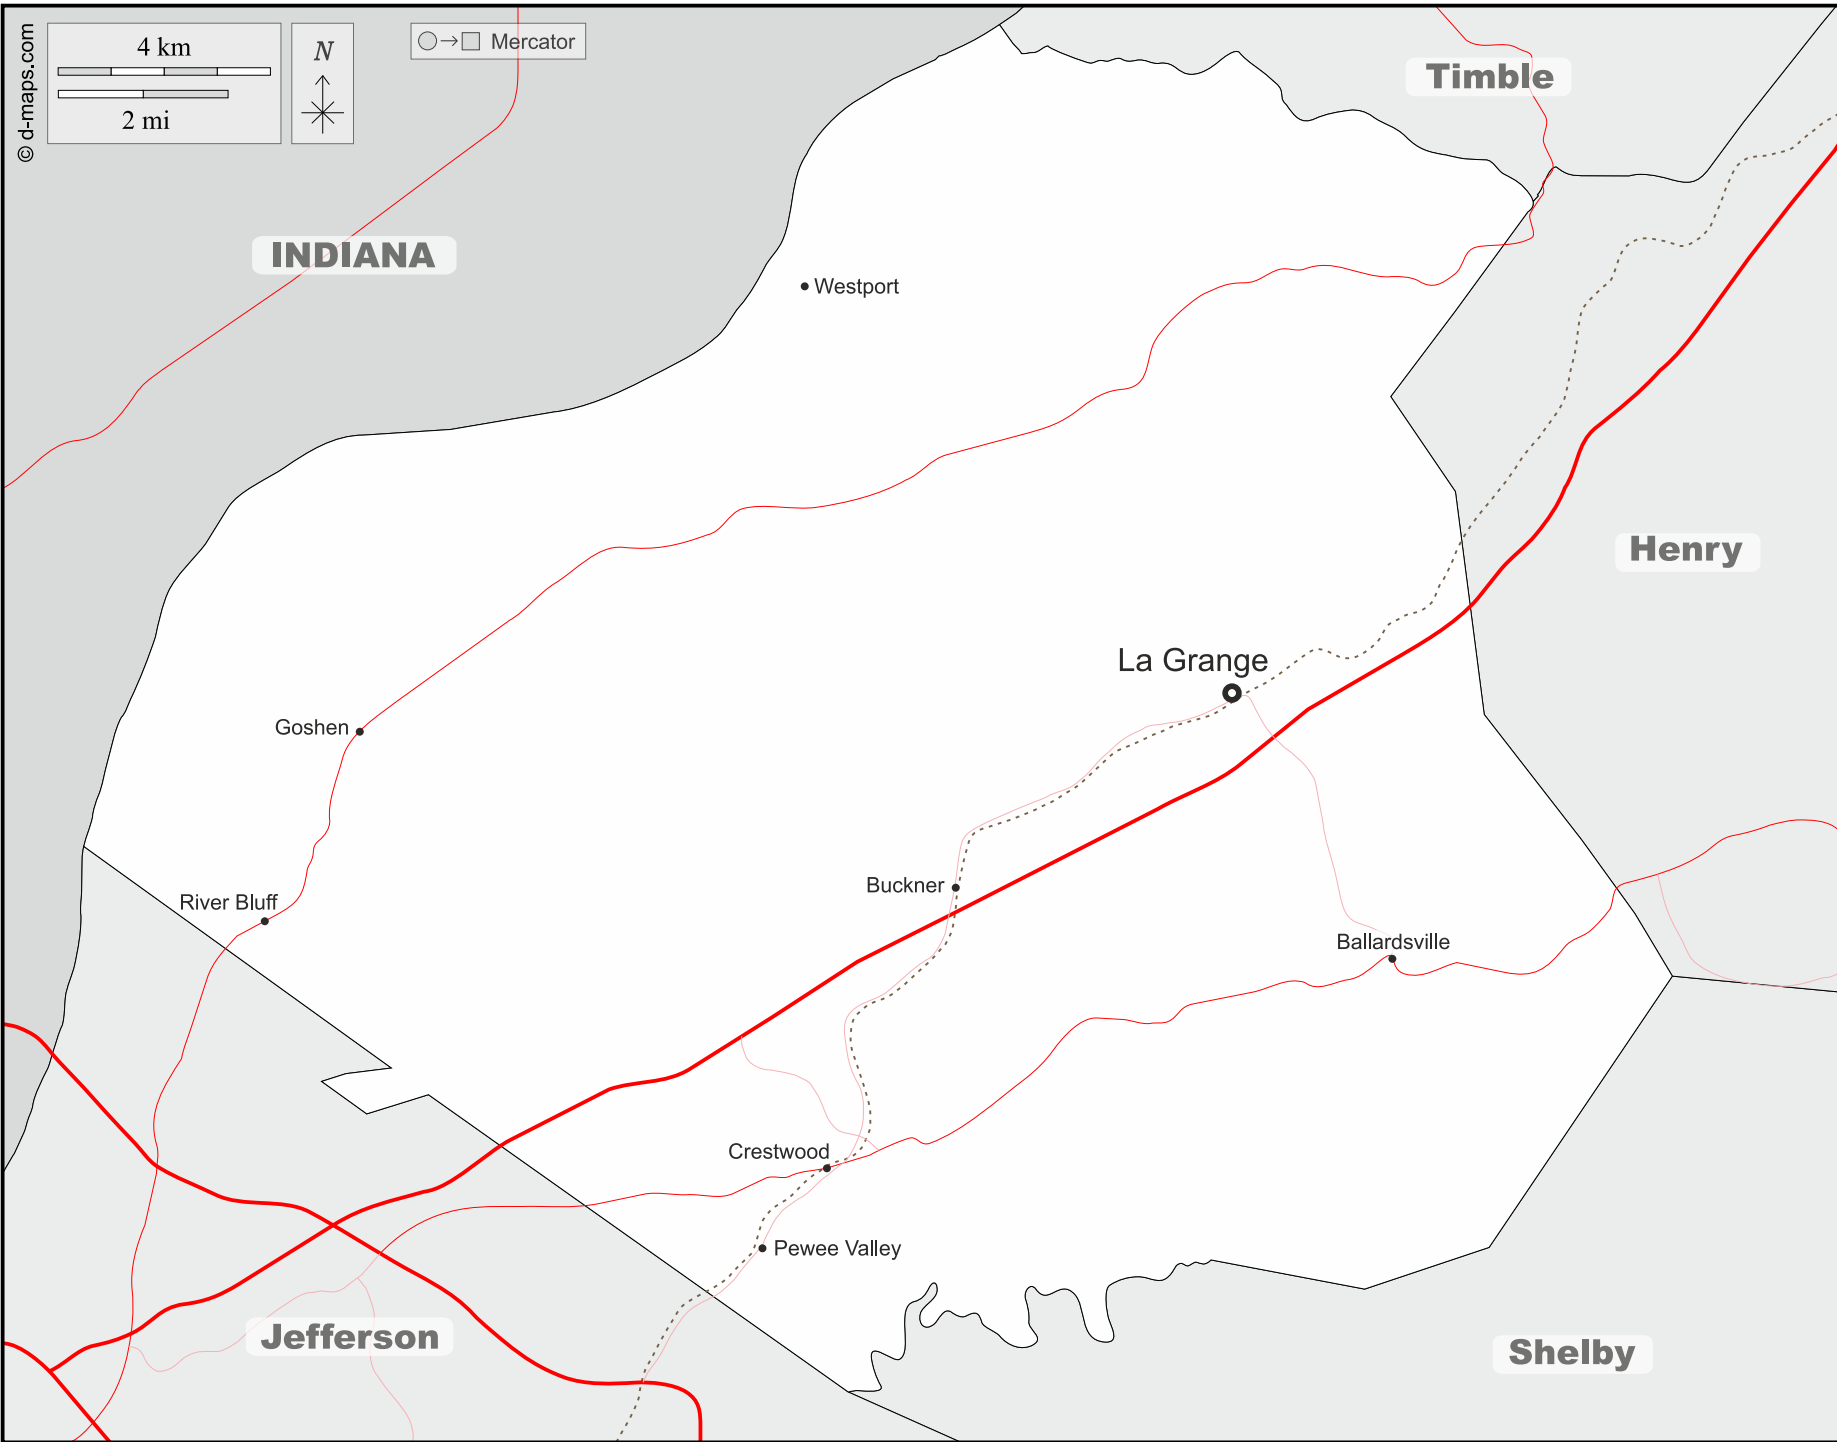 © d-maps.com
4 km
2 mi
N
Mercator
Timble
INDIANA
Westport
Henry
La Grange
Goshen
Buckner
River Bluff
Ballardsville
Crestwood
Pewee Valley
Jefferson
Shelby